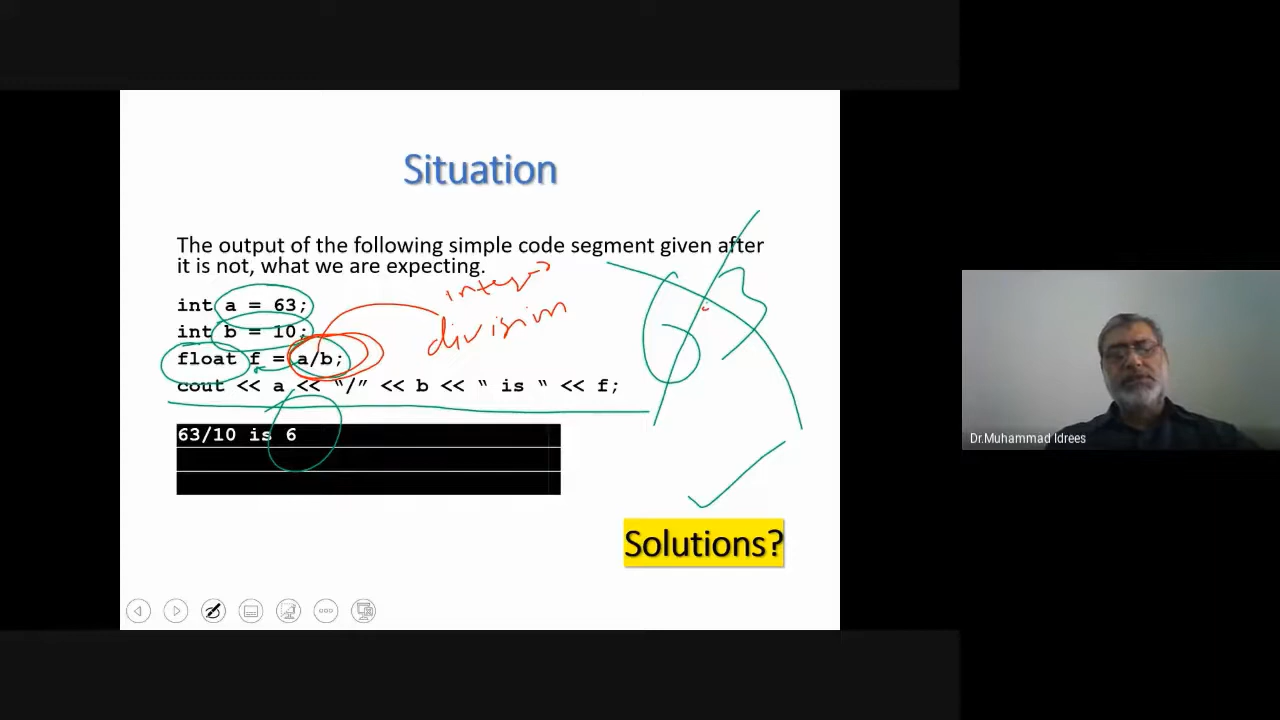 Situation
The output of the following simple code segment given after
it is not, what we are expecting.
int a = 63;
int b = 10;
float f = a/b;
cout << a << “/” << b << “ is “ << f;
integer
division
63/10 is 6
Solutions?
Dr.Muhammad Idrees